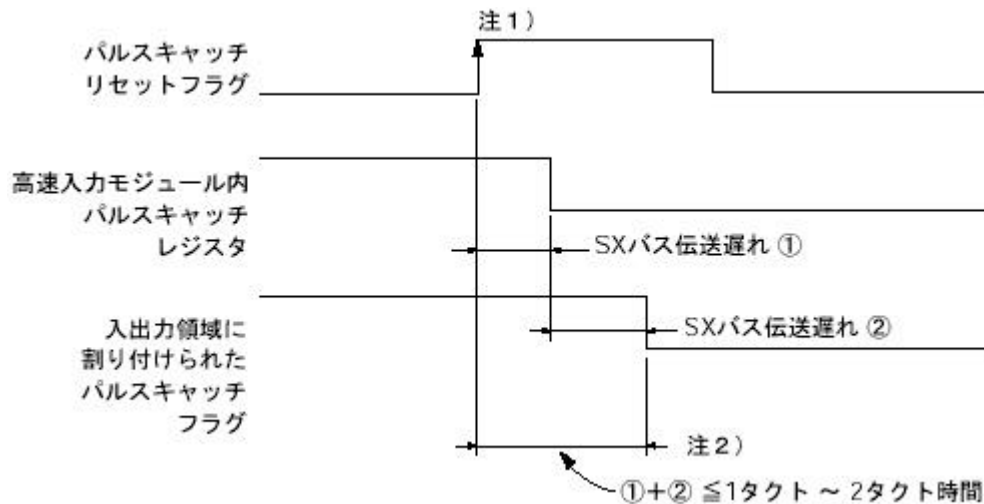 注1)
パルスキャッチ
リセットフラグ
高速入力モジュール内
パルスキャッチ
レジスタ
SXバス伝送遅れ ①
入出力領域に
割り付けられた
パルスキャッチ
フラグ
SXバス伝送遅れ ②
注2)
①+② ≦1タクト ~ 2タクト時間